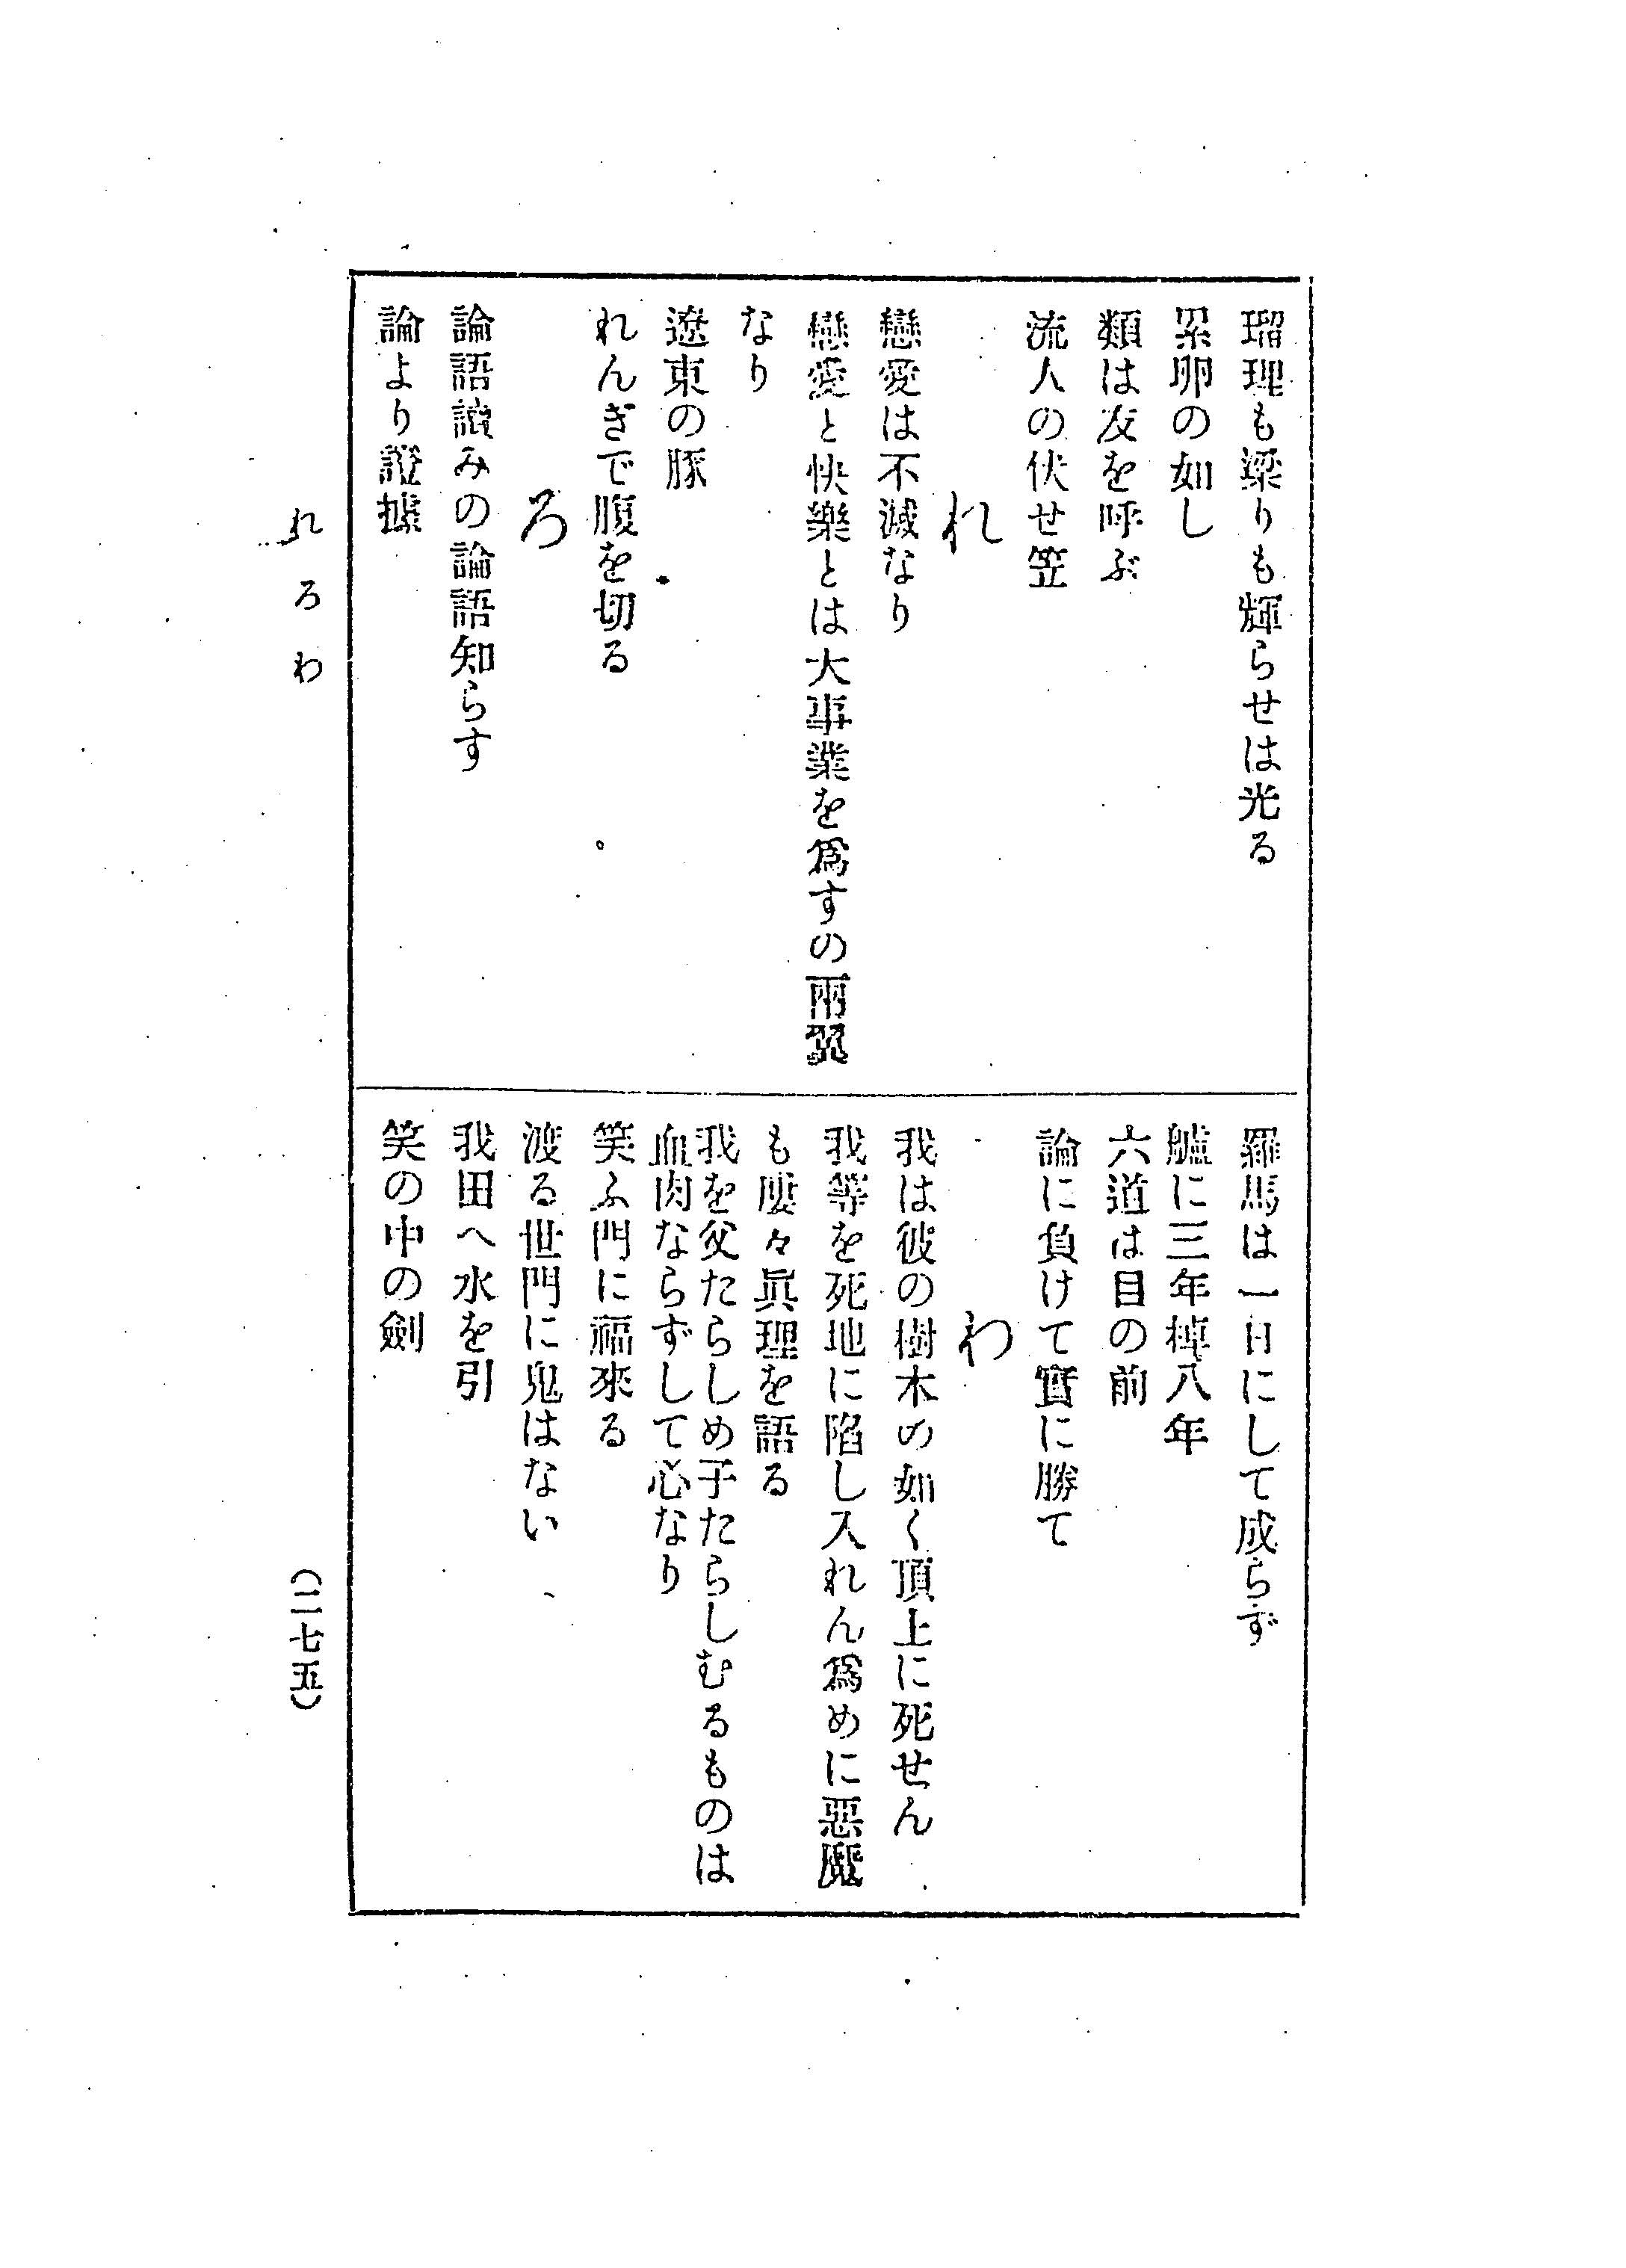 瑠理も梁りも輝らせは光る
累卵の如し
類は友を呼ぶ
流人の伏せ笠
れ
戀愛は不滅なり
戀愛と快樂とは大事業を爲すの兩翼
なり
遼東の豚
れんぎで腹を切る
ろ
論語讀みの論語知らす
論より證據
羅馬は一日にして成らず
艫に三年棹八年
六道は目の前
論に負けて實に勝て
わ
我は彼の樹木の如く頂上に死せん
我等を死地に陷し入れん爲めに惡魔
も屢々眞理を語る
我を父たらしめ子たらしむるものは
血肉ならずして心なり
笑ふ門に福來る
渡る世門に鬼はない
我田へ水を引
笑の中の劍
れろわ
(二七五)